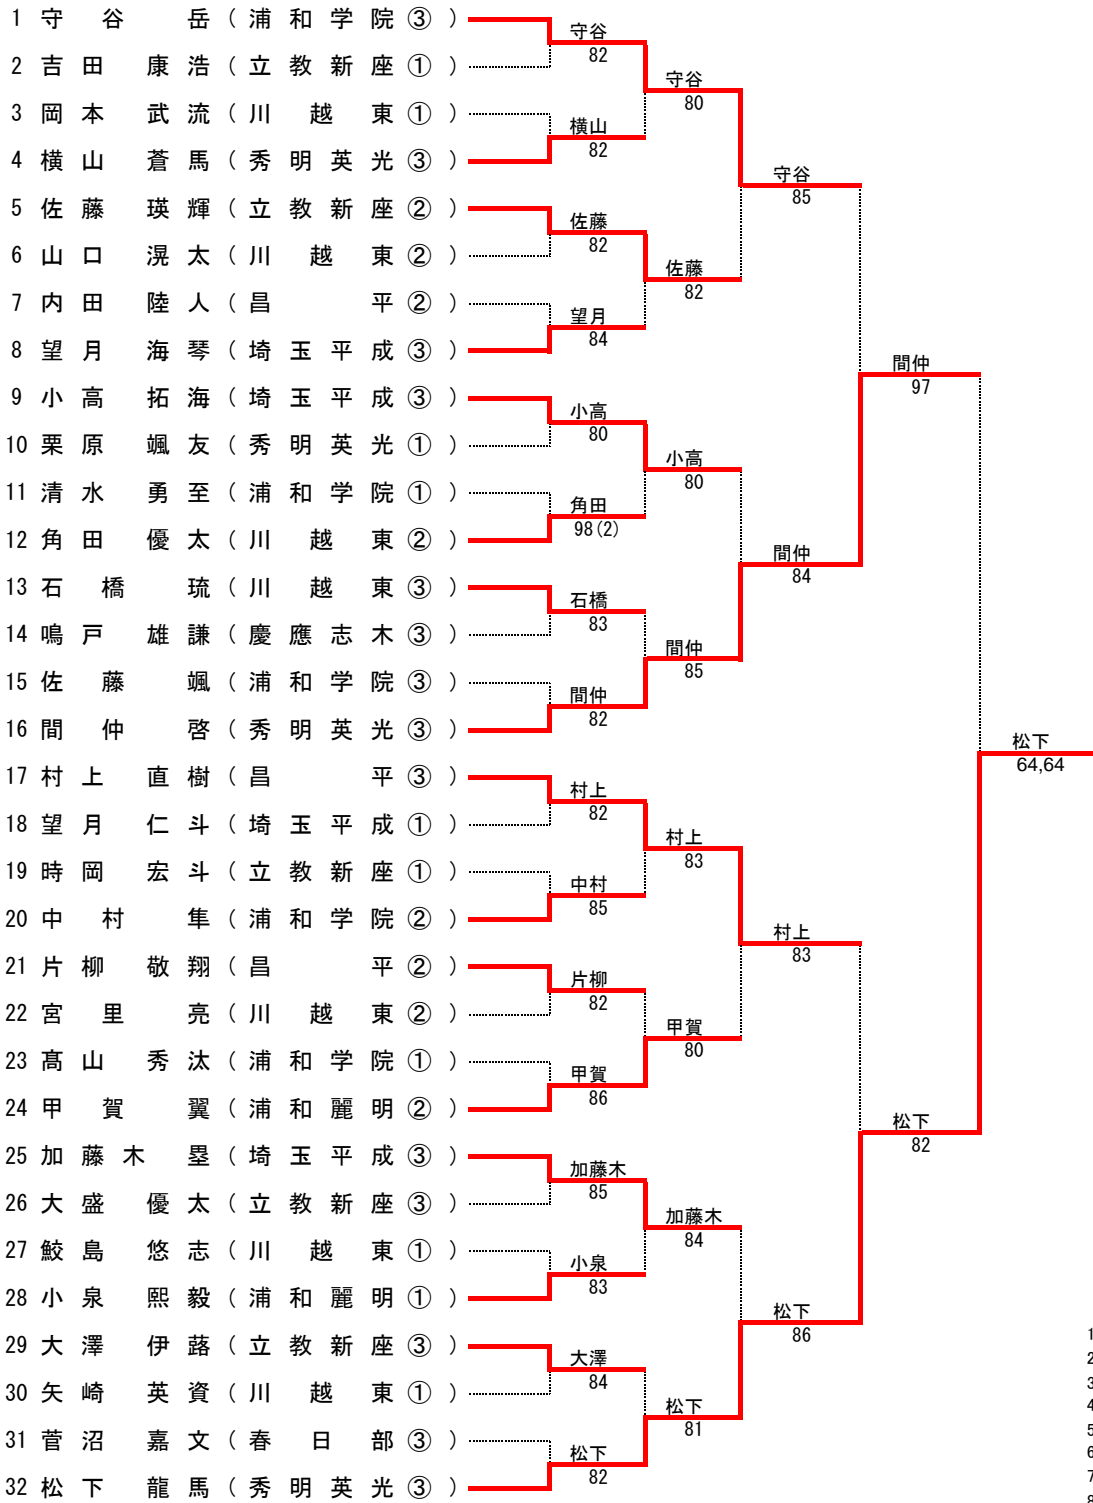 1 守谷 岳 ( 浦和学院 ③ )
2 吉田 康浩 ( 立教新座 ① )
3 岡本 武流 ( 川越東 ① )
4 横山 蒼馬 ( 秀明英光 ③ )
5 佐藤 瑛輝 ( 立教新座 ② )
6 山口 滉太 ( 川越東 ② )
7 内田 陸人 ( 昌平 ② )
8 望月 海琴 ( 埼玉平成 ③ )
9 小高 拓海 ( 埼玉平成 ③ )
10 栗原 颯友 ( 秀明英光 ① )
11 清水 勇至 ( 浦和学院 ① )
12 角田 優太 ( 川越東 ② )
13 石橋 琉 ( 川越東 ③ )
14 鳴戸 雄謙 ( 慶應志木 ③ )
15 佐藤 颯 ( 浦和学院 ③ )
16 間仲 啓 ( 秀明英光 ③ )
17 村上 直樹 ( 昌平 ③ )
18 望月 仁斗 ( 埼玉平成 ① )
19 時岡 宏斗 ( 立教新座 ① )
20 中村 隼 ( 浦和学院 ② )
21 片柳 敬翔 ( 昌平 ② )
22 宮里 亮 ( 川越東 ② )
23 髙山 秀汰 ( 浦和学院 ① )
24 甲賀 翼 ( 浦和麗明 ② )
25 加藤木 塁 ( 埼玉平成 ③ )
26 大盛 優太 ( 立教新座 ③ )
27 鮫島 悠志 ( 川越東 ① )
28 小泉 熙毅 ( 浦和麗明 ① )
29 大澤 伊蕗 ( 立教新座 ③ )
30 矢崎 英資 ( 川越東 ① )
31 菅沼 嘉文 ( 春日部 ③ )
32 松下 龍馬 ( 秀明英光 ③ )
守谷
82
横山
82
佐藤
82
望月
84
小高
80
角田
98(2)
石橋
83
間仲
82
村上
82
中村
85
片柳
82
甲賀
86
加藤木
85
小泉
83
大澤
84
松下
82
守谷
80
佐藤
82
小高
80
間仲
85
村上
83
甲賀
80
加藤木
84
松下
81
守谷
85
間仲
84
村上
83
松下
86
間仲
97
松下
82
松下
64,64
1
2
3
4
5
6
7
8